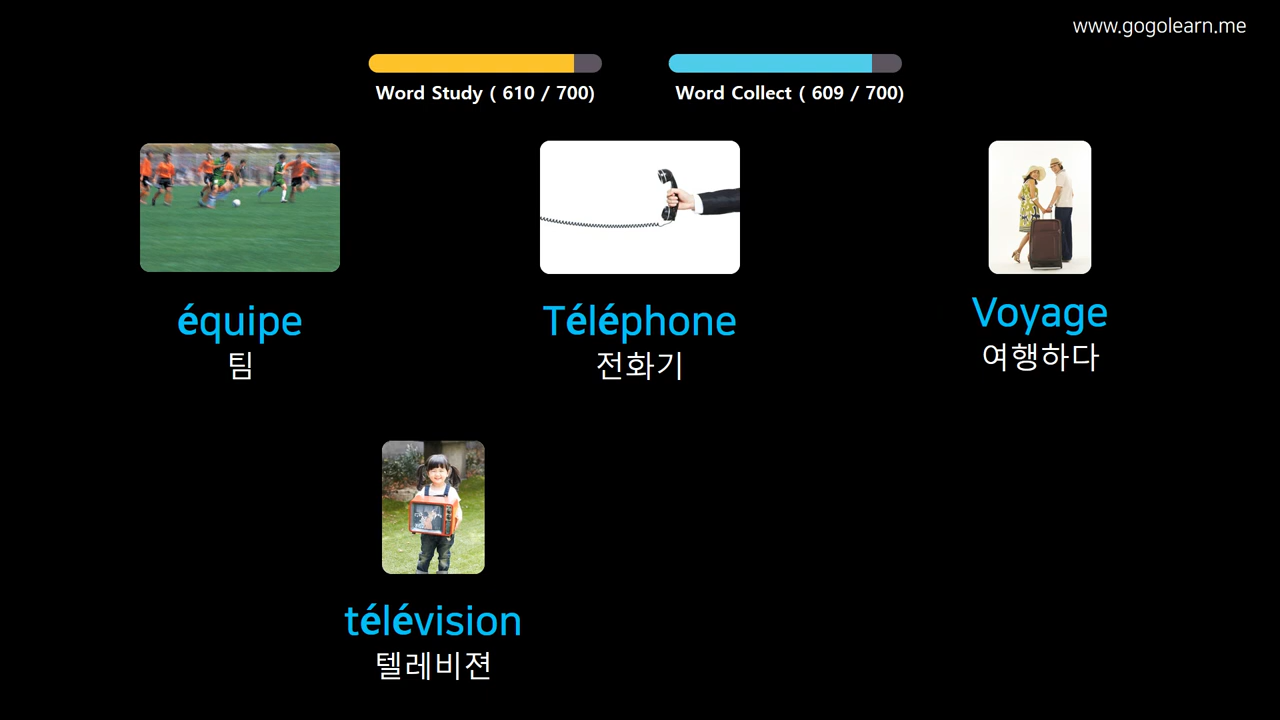 www.gogolearn.me
Word Study ( 610 / 700)
Word Collect ( 609 / 700)
équipe
팀
Téléphone
전화기
Voyage
여행하다
télévision
텔레비젼